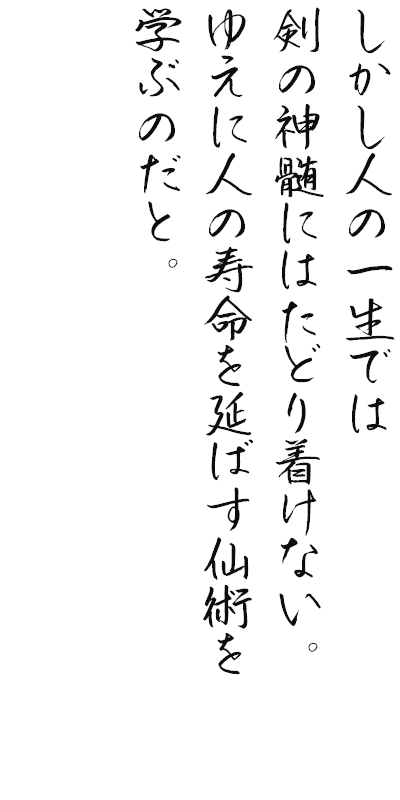 しかし人の一生では
剣の神髄にはたどり着けない。
ゆえに人の寿命を延ばす仙術を
学ぶのだと。